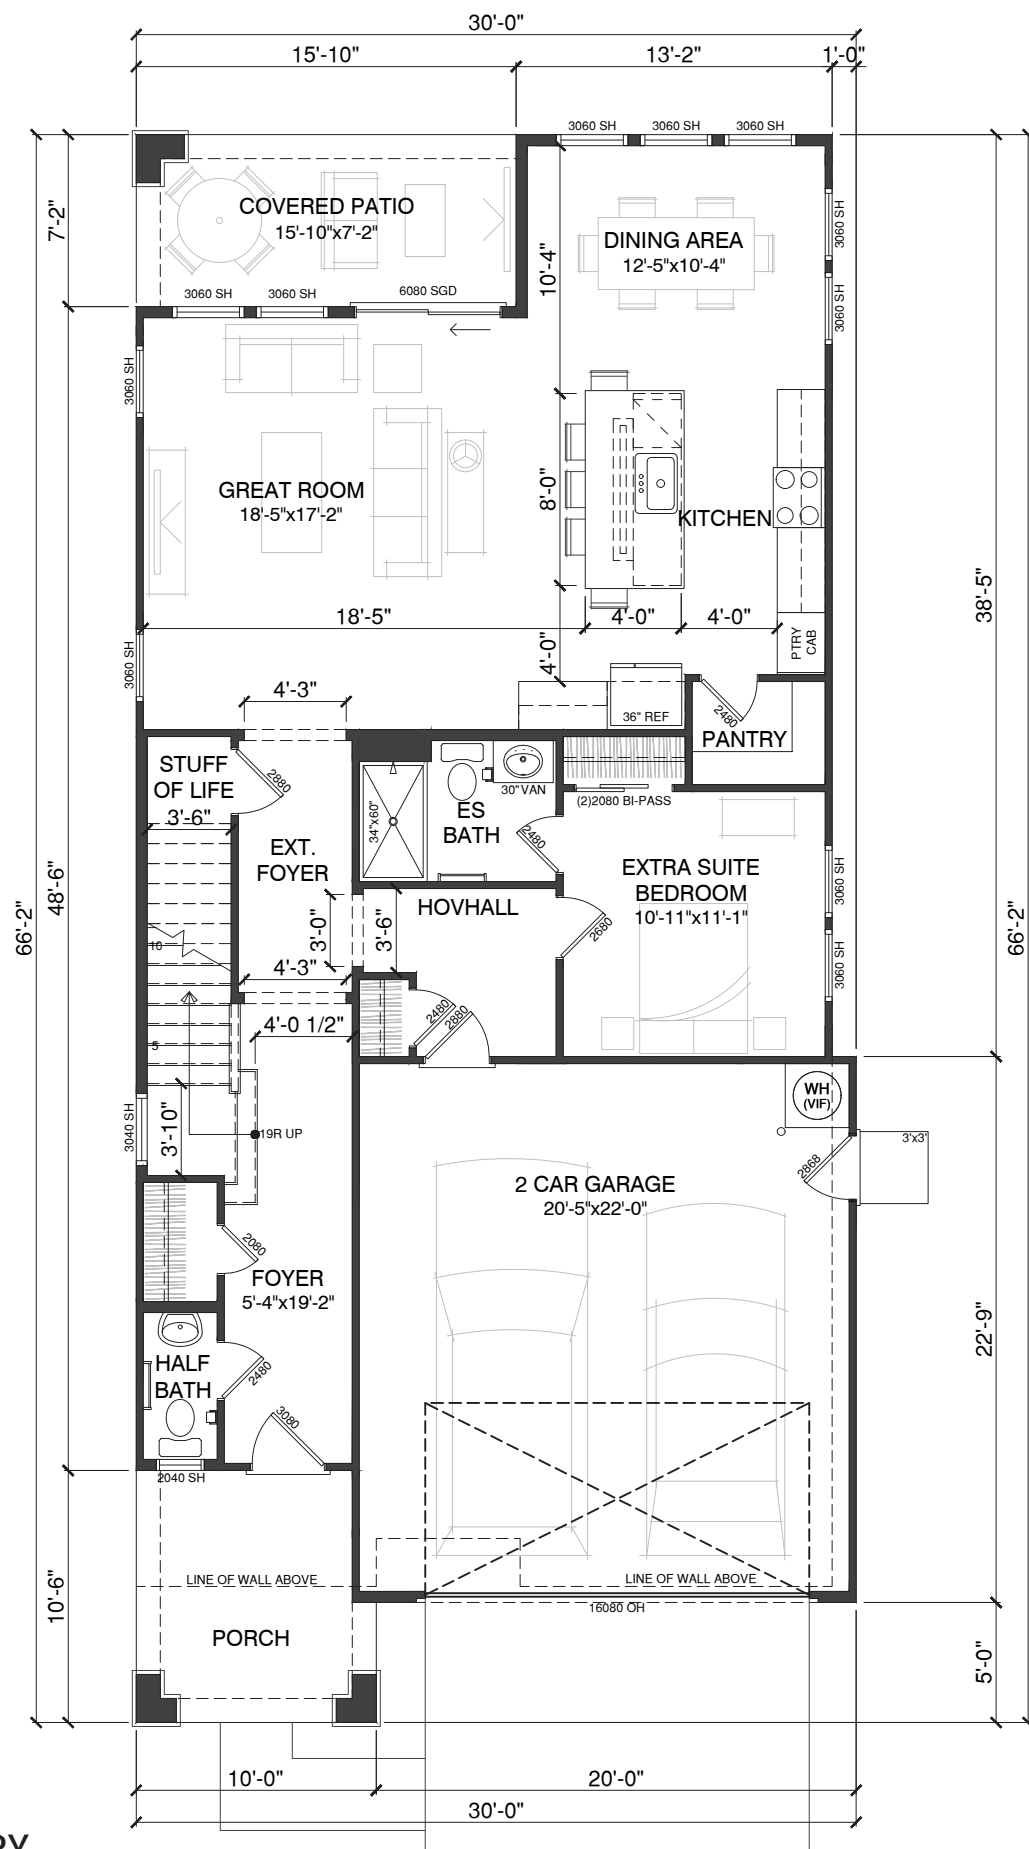 30'-0"
15'-10"
13'-2"
1'-0"
3060 SH
3060 SH
3060 SH
7'-2"
COVERED PATIO
15'-10"x7'-2"
DINING AREA
12'-5"x10'-4"
3060 SH
10'-4"
3060 SH
3060 SH
3060 SH
6080 SGD
3060 SH
GREAT ROOM
18'-5"x17'-2"
8'-0"
KITCHEN
38'-5"
18'-5"
4'-0"
4'-0"
PTRY
CAB
3060 SH
4'-0"
4'-3"
36" REF
2480
PANTRY
STUFF
OF LIFE
2880
3'-6"
34"x60"
30" VAN
ES
BATH
2480
(2)2080 BI-PASS
EXT.
FOYER
EXTRA SUITE
BEDROOM
10'-11"x11'-1"
3060 SH
66'-2"
48'-6"
HOVHALL
3'-0"
3'-6"
2680
66'-2"
10
4'-3"
3060 SH
2480
2880
4'-0 1/2"
5
WH
(VIF)
3040 SH
3'-10"
19R UP
3'x3'
2868
2 CAR GARAGE
20'-5"x22'-0"
2080
FOYER
5'-4"x19'-2"
22'-9"
HALF
BATH
2480
3080
2040 SH
LINE OF WALL ABOVE
LINE OF WALL ABOVE
10'-6"
16080 OH
PORCH
5'-0"
10'-0"
20'-0"
30'-0"